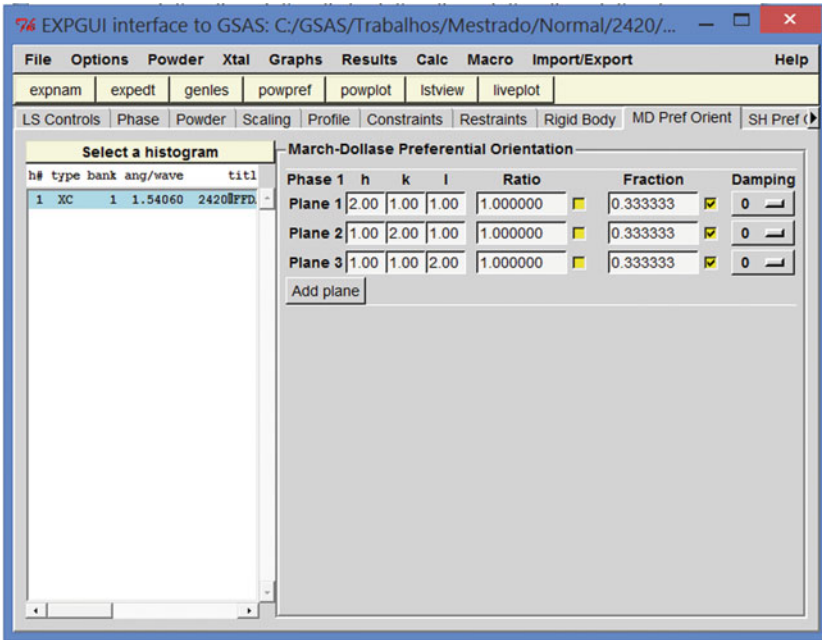 EXPGUI interface to GSAS: C:/GSAS/Trabalhos/Mestrado/Normal/2420/...
File Options Powder Xtal Graphs Results Calc Macro Import/Export Help
expnam expedt genles powpref powplot lstview liveplot
LS Controls Phase Powder Scaling Profile Constraints Restraints Rigid Body MD Pref Orient SH Pref
Select a histogram
h# type bank ang/wave titl
1 XC 1 1.54060 2420
March-Dollase Preferential Orientation
Phase 1 h k l Ratio Fraction Damping
Plane 1 2.00 1.00 1.00 1.000000 0.333333 0
Plane 2 1.00 2.00 1.00 1.000000 0.333333 0
Plane 3 1.00 1.00 2.00 1.000000 0.333333 0
Add plane